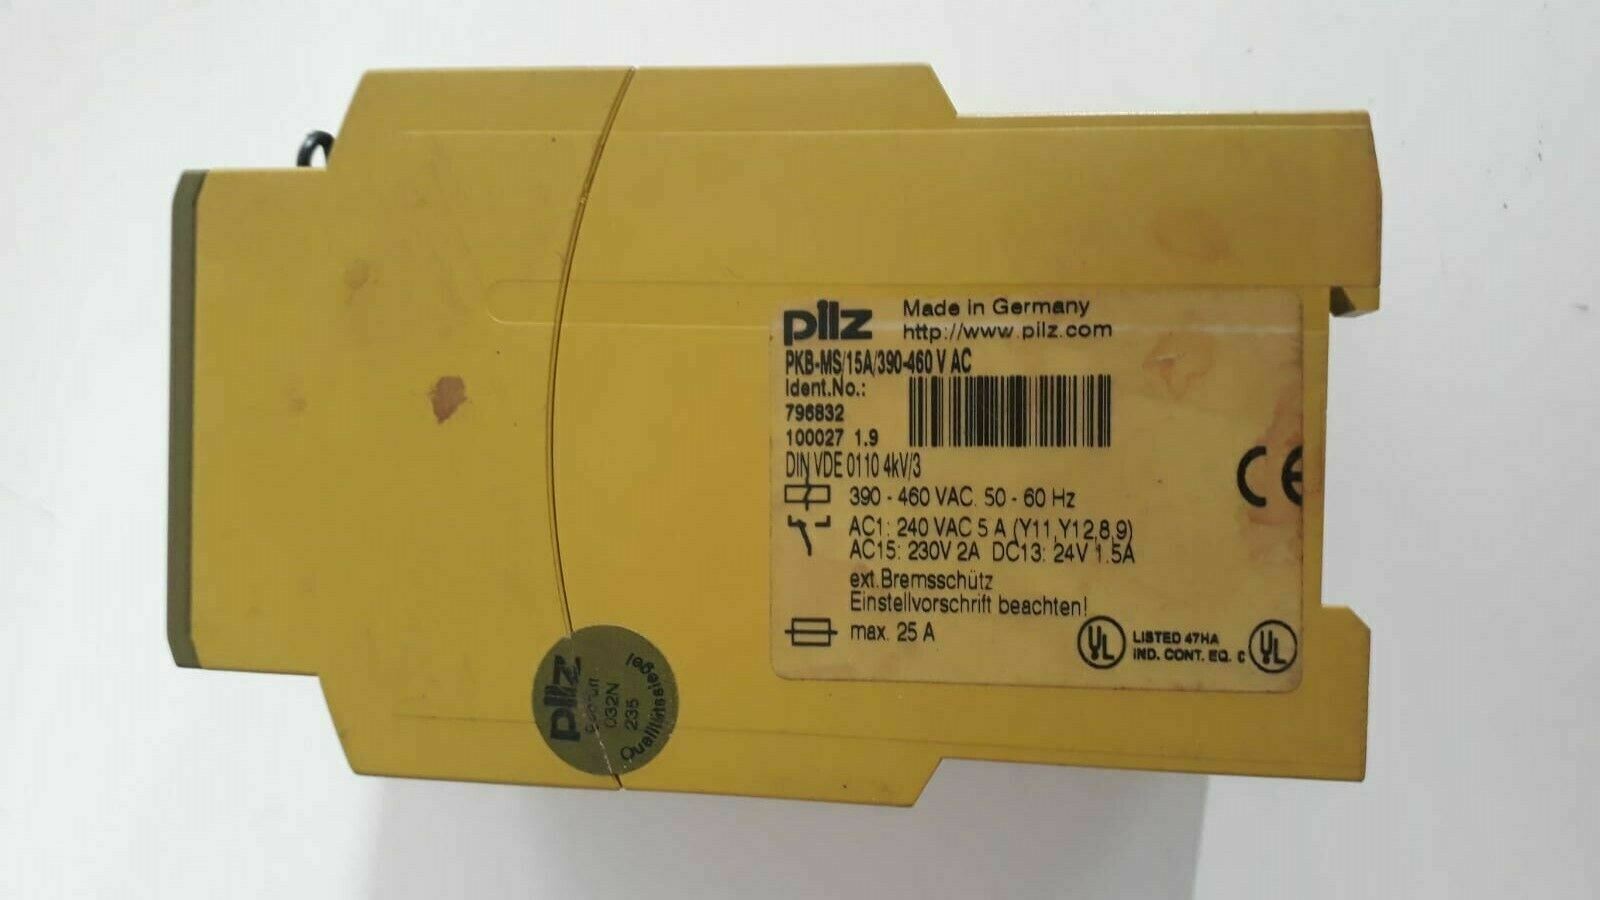 pilz
Made in Germany
http://www.pilz.com
PKB-MS/15A/390-460 V AC
Ident.No.:
796832
100027 1.9
DIN VDE 0110 4kV/3
CE
390 - 460 VAC. 50 - 60 Hz
AC1: 240 VAC 5 A (Y11,Y12,8,9)
AC15: 230V 2A DC13: 24V 1.5A
ext.Bremsschütz
Einstellvorschrift beachten!
max. 25 A
UL LISTED 47HA
IND. CONT. EQ. C UL
pilz
032N
235
Qualitätssiegel